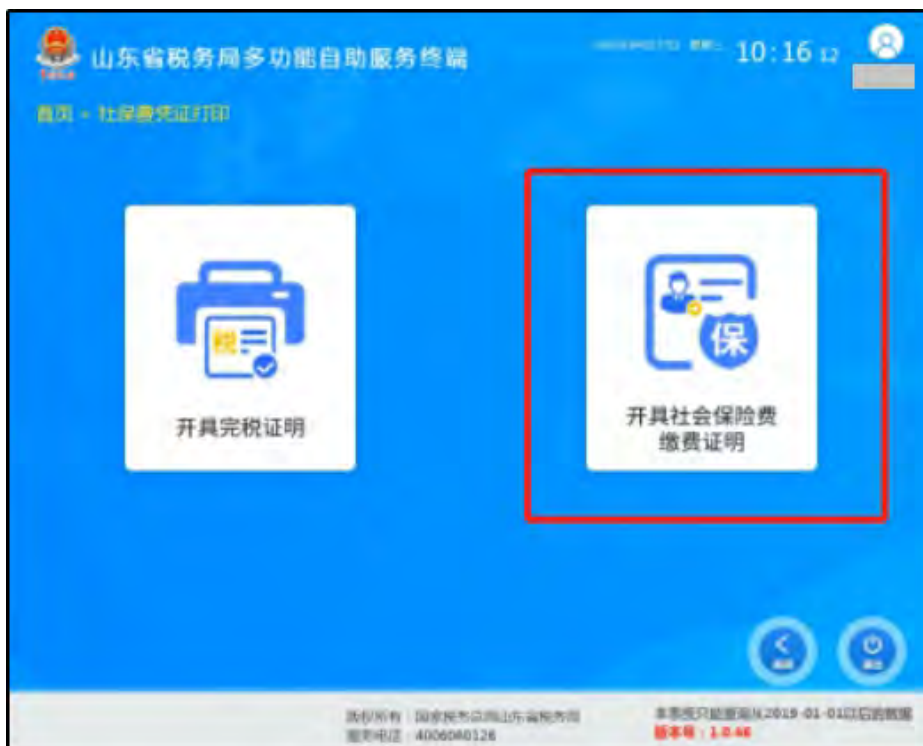 山东省税务局多功能自助服务终端
10:16 12
首页 - 社保费凭证打印
税
保
开具完税证明
开具社会保险费
缴费证明
版权所有：国家税务总局山东省税务局
服务电话：4006060126
本系统只能查询从2019-01-01以后的数据
版本号：1.0.46